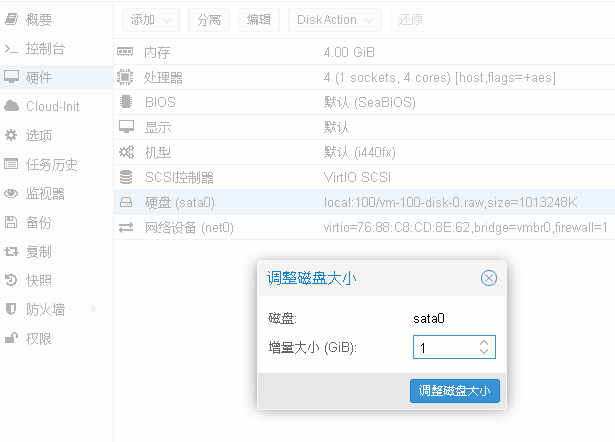 概要
控制台
硬件
Cloud-Init
选项
任务历史
监视器
备份
复制
快照
防火墙
权限
添加 分离 编辑 Disk Action 还原
内存 4.00 GiB
处理器 4 (1 sockets, 4 cores) [host,flags=+aes]
BIOS 默认 (SeaBIOS)
显示 默认
机型 默认 (i440fx)
SCSI控制器 VirtIO SCSI
硬盘 (sata0) local:100/vm-100-disk-0.raw,size=1013248K
网络设备 (net0) virtio=76:88:C8:CD:8E:62,bridge=vmbr0,firewall=1
调整磁盘大小
磁盘: sata0
增量大小 (GiB): 1
调整磁盘大小